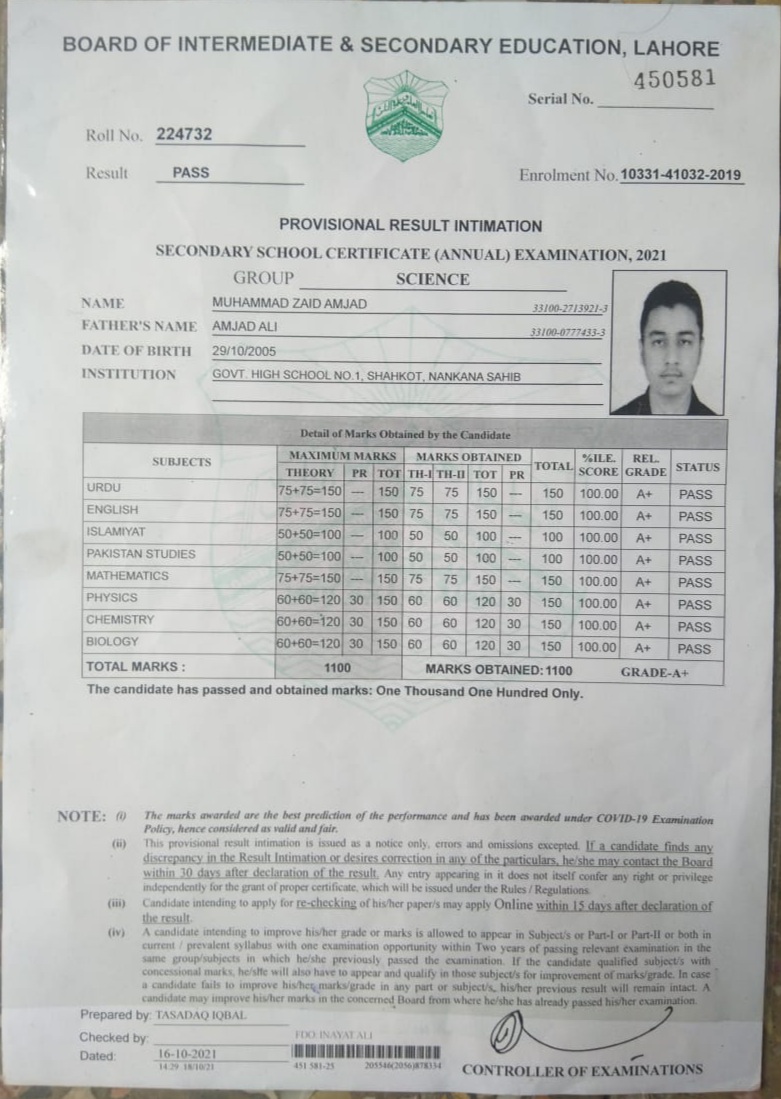 BOARD OF INTERMEDIATE & SECONDARY EDUCATION, LAHORE
450581
Serial No.
Roll No. 224732
Result PASS
Enrolment No. 10331-41032-2019
PROVISIONAL RESULT INTIMATION
SECONDARY SCHOOL CERTIFICATE (ANNUAL) EXAMINATION, 2021
GROUP SCIENCE
NAME MUHAMMAD ZAID AMJAD 33100-2713921-3
FATHER'S NAME AMJAD ALI 33100-0777433-3
DATE OF BIRTH 29/10/2005
INSTITUTION GOVT. HIGH SCHOOL NO.1, SHAHKOT, NANKANA SAHIB
Detail of Marks Obtained by the Candidate
SUBJECTS MAXIMUM MARKS MARKS OBTAINED TOTAL %ILE. SCORE REL. GRADE STATUS
THEORY PR TOT TH-I TH-II TOT PR
URDU 75+75=150 --- 150 75 75 150 --- 150 100.00 A+ PASS
ENGLISH 75+75=150 --- 150 75 75 150 --- 150 100.00 A+ PASS
ISLAMIYAT 50+50=100 --- 100 50 50 100 --- 100 100.00 A+ PASS
PAKISTAN STUDIES 50+50=100 --- 100 50 50 100 --- 100 100.00 A+ PASS
MATHEMATICS 75+75=150 --- 150 75 75 150 --- 150 100.00 A+ PASS
PHYSICS 60+60=120 30 150 60 60 120 30 150 100.00 A+ PASS
CHEMISTRY 60+60=120 30 150 60 60 120 30 150 100.00 A+ PASS
BIOLOGY 60+60=120 30 150 60 60 120 30 150 100.00 A+ PASS
TOTAL MARKS : 1100 MARKS OBTAINED: 1100 GRADE-A+
The candidate has passed and obtained marks: One Thousand One Hundred Only.
NOTE: (i) The marks awarded are the best prediction of the performance and has been awarded under COVID-19 Examination
Policy, hence considered as valid and fair.
(ii) This provisional result intimation is issued as a notice only, errors and omissions excepted. If a candidate finds any
discrepancy in the Result Intimation or desires correction in any of the particulars, he/she may contact the Board
within 30 days after declaration of the result. Any entry appearing in it does not itself confer any right or privilege
independently for the grant of proper certificate, which will be issued under the Rules / Regulations.
(iii) Candidate intending to apply for re-checking of his/her paper/s may apply Online within 15 days after declaration of
the result.
(iv) A candidate intending to improve his/her grade or marks is allowed to appear in Subject/s or Part-I or Part-II or both in
current / prevalent syllabus with one examination opportunity within Two years of passing relevant examination in the
same group/subjects in which he/she previously passed the examination. If the candidate qualified subject/s with
concessional marks, he/she will also have to appear and qualify in those subject/s for improvement of marks/grade. In case
a candidate fails to improve his/her marks/grade in any part or subject/s, his/her previous result will remain intact. A
candidate may improve his/her marks in the concerned Board from where he/she has already passed his/her examination.
Prepared by: TASADAQ IQBAL
Checked by: FDO: INAYAT ALI
Dated: 16-10-2021
14:29 18/10/21 451 581-25 205546(2056)878334
CONTROLLER OF EXAMINATIONS